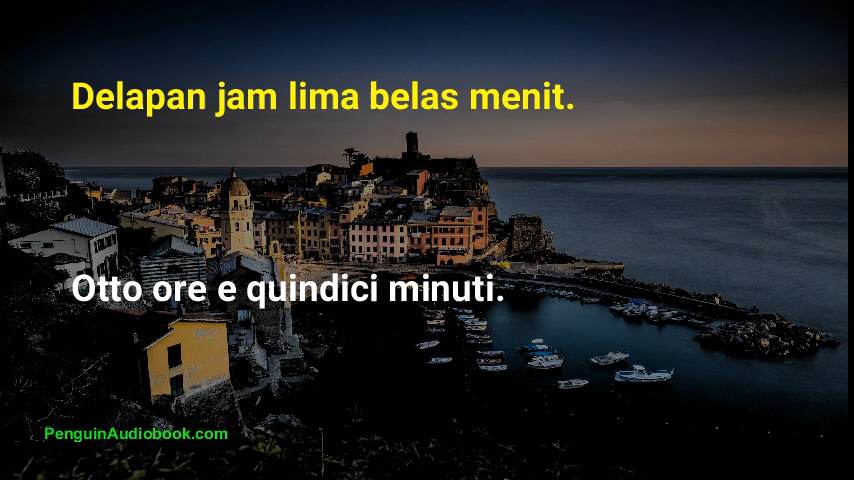 Delapan jam lima belas menit.
Otto ore e quindici minuti.
PenguinAudiobook.com